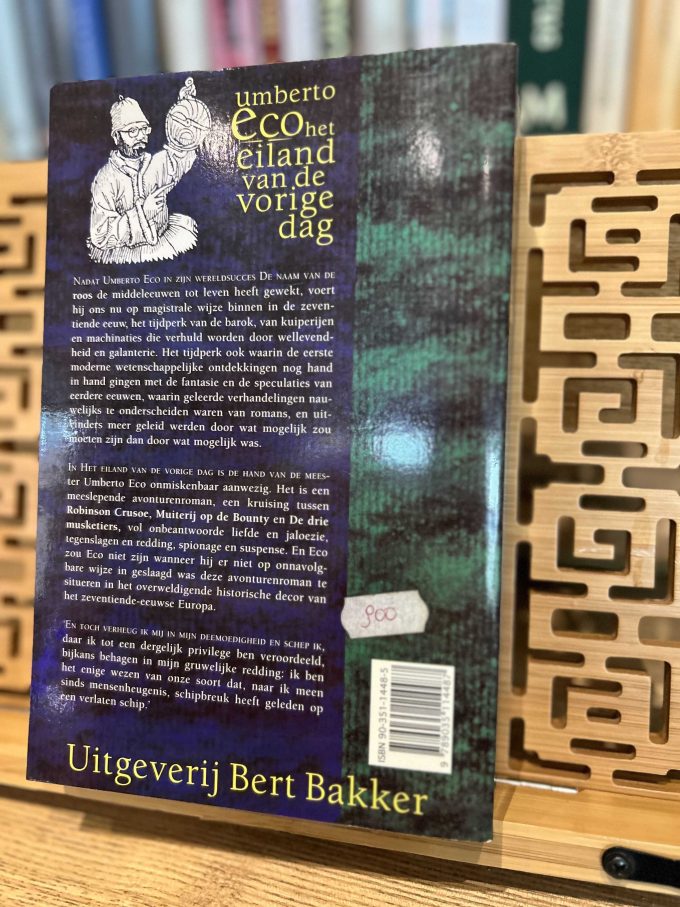 umberto
eco het
eiland
van de
vorige
dag
NADAT UMBERTO ECO IN ZIJN WERELDSUCCES DE NAAM VAN DE
roos de middeleeuwen tot leven heeft gewekt, voert
hij ons nu op magistrale wijze binnen in de zeven-
tiende eeuw, het tijdperk van de barok, van kuiperijen
en machinaties die verhuld worden door wellevend-
heid en galanterie. Het tijdperk ook waarin de eerste
moderne wetenschappelijke ontdekkingen nog hand
in hand gingen met de fantasie en de speculaties van
eerdere eeuwen, waarin geleerde verhandelingen nau-
welijks te onderscheiden waren van romans, en uit-
vinders meer geleid werden door wat mogelijk zou
moeten zijn dan door wat mogelijk was.
IN HET EILAND VAN DE VORIGE DAG IS DE HAND VAN DE MEES-
ter Umberto Eco onmiskenbaar aanwezig. Het is een
meeslepende avonturenroman, een kruising tussen
Robinson Crusoe, Muiterij op de Bounty en De drie
musketiers, vol onbeantwoorde liefde en jaloezie,
tegenslagen en redding, spionage en suspense. En Eco
zou Eco niet zijn wanneer hij er niet op onnavolg-
bare wijze in geslaagd was deze avonturenroman te
situeren in het overweldigende historische decor van
het zeventiende-eeuwse Europa.
'EN TOCH VERHEUG IK MIJ IN MIJN DEEMOEDIGHEID EN SCHEP IK,
daar ik tot een dergelijk privilege ben veroordeeld,
bijkans behagen in mijn gruwelijke redding: ik ben
het enige wezen van onze soort dat, naar ik meen
sinds mensenheugenis, schipbreuk heeft geleden op
een verlaten schip.'
900
ISBN 90-351-1448-5
9 789035 114487
Uitgeverij Bert Bakker